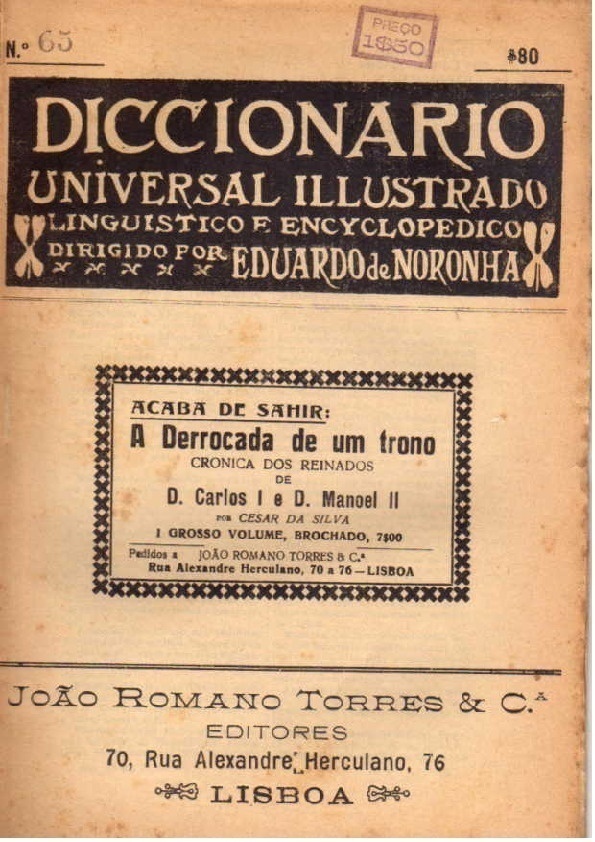 N.º 65
PREÇO
1$50
$80
DICCIONARIO
UNIVERSAL ILLUSTRADO
LINGUISTICO E ENCYCLOPEDICO
DIRIGIDO POR EDUARDO de NORONHA
ACABA DE SAHIR:
A Derrocada de um trono
CRONICA DOS REINADOS
DE
D. Carlos I e D. Manoel II
POR CESAR DA SILVA
1 GROSSO VOLUME, BROCHADO, 7$00
Pedidos a JOÃO ROMANO TORRES & C.ª
Rua Alexandre Herculano, 70 a 76—LISBOA
JOÃO ROMANO TORRES & C.ª
EDITORES
70, Rua Alexandre Herculano, 76
LISBOA